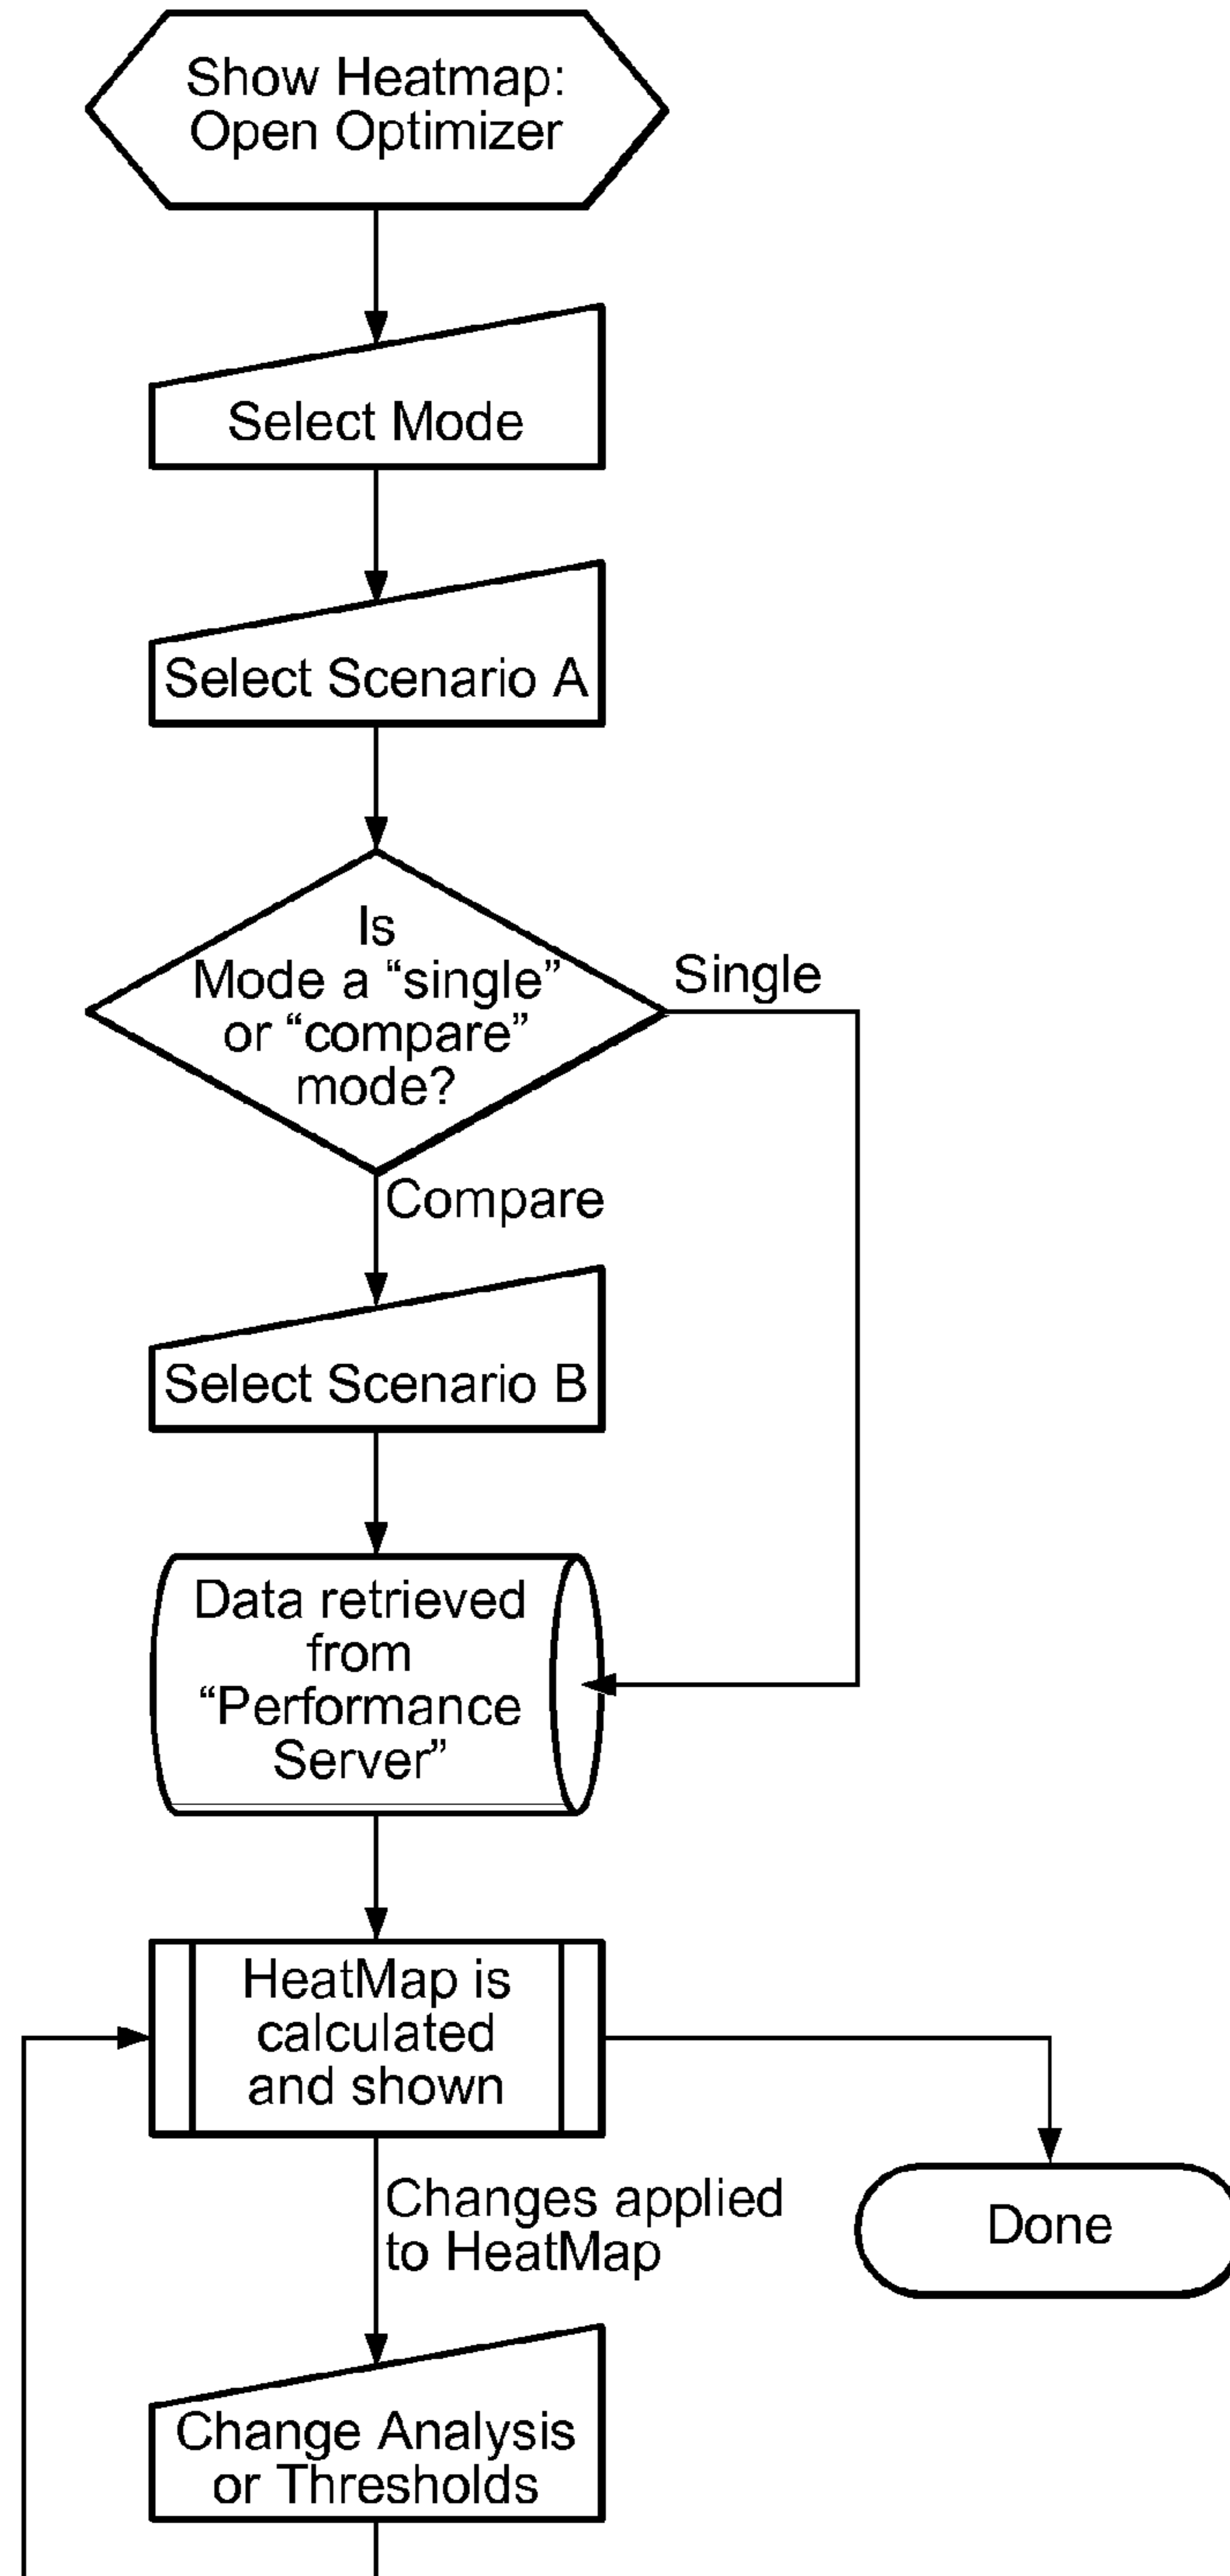 Show Heatmap:
Open Optimizer
Select Mode
Select Scenario A
Is
Mode a “single”
or “compare”
mode?
Single
Compare
Select Scenario B
Data retrieved
from
“Performance
Server”
HeatMap is
calculated
and shown
Changes applied
to HeatMap
Done
Change Analysis
or Thresholds